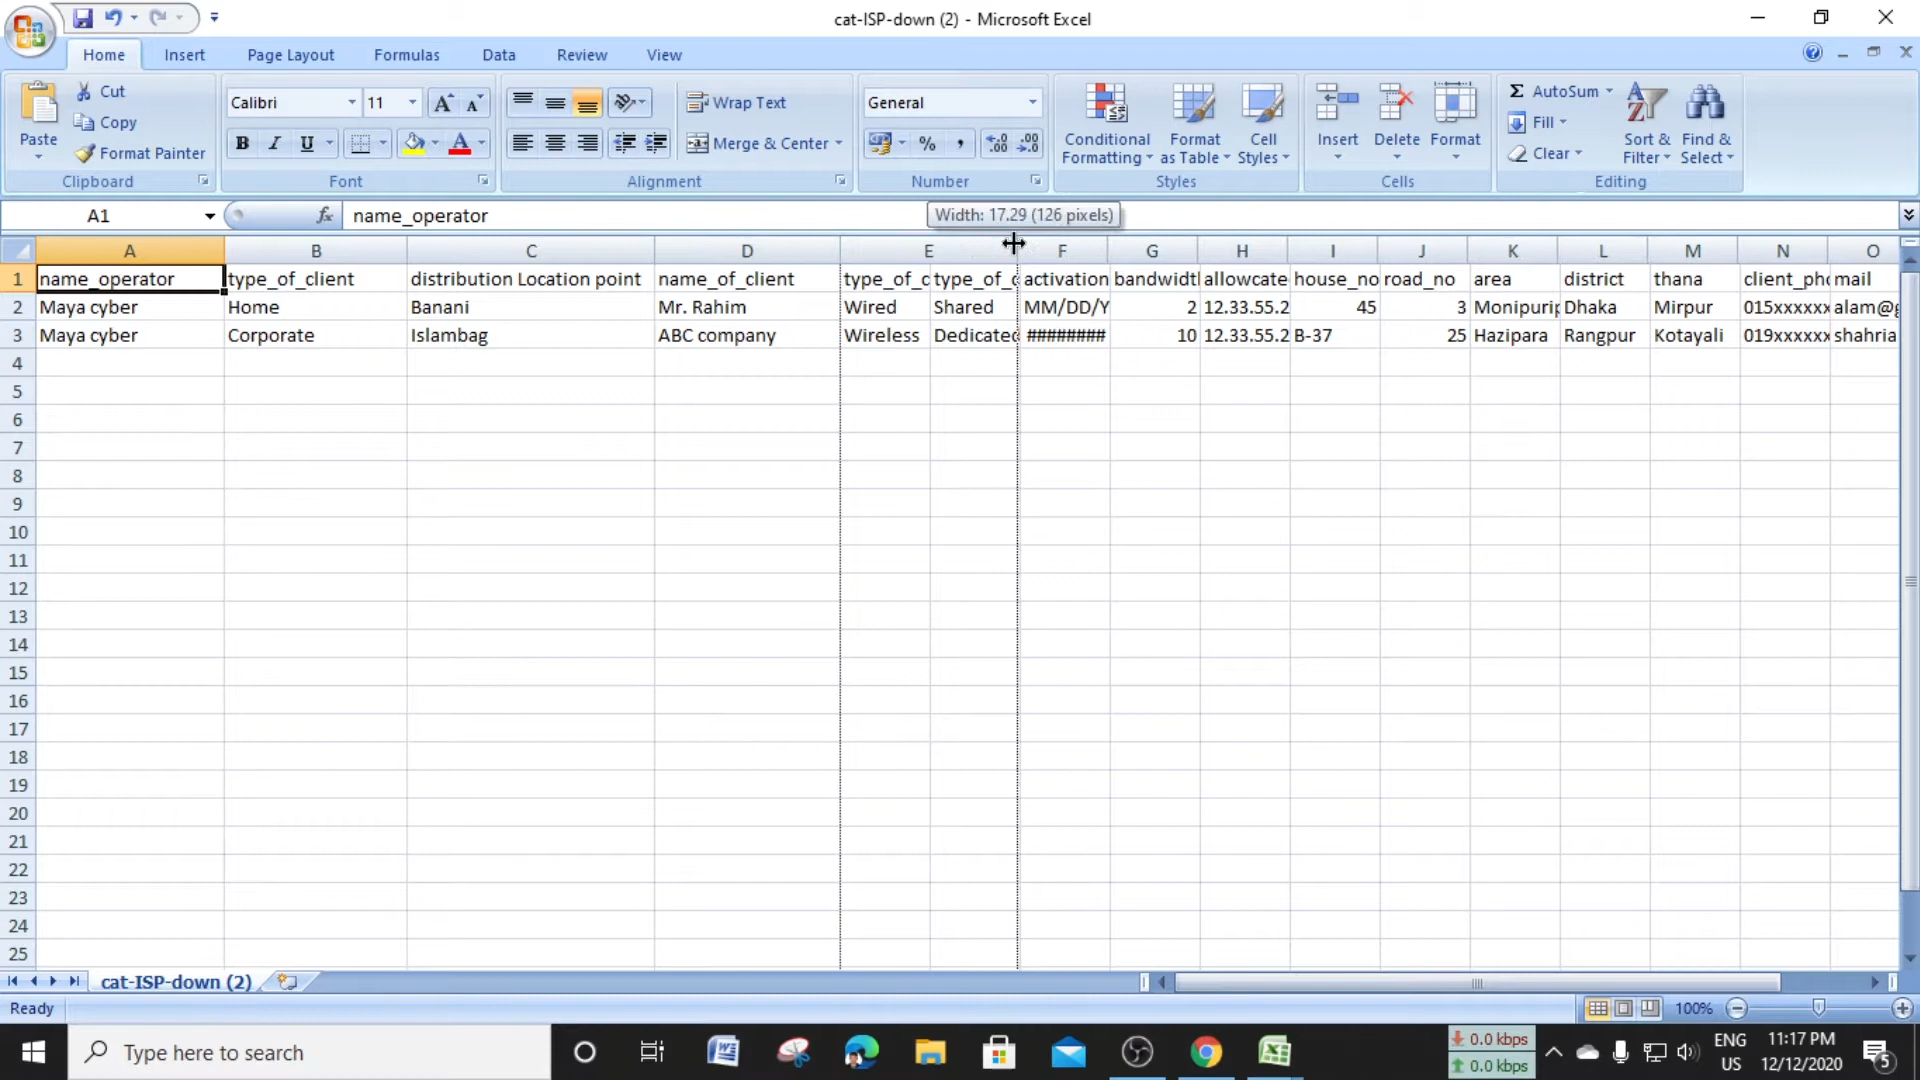 cat-ISP-down (2) - Microsoft Excel
Home Insert Page Layout Formulas Data Review View
Paste Cut Copy Format Painter Clipboard
Calibri 11 B I U Font
Wrap Text Merge & Center Alignment
General % , Number
Conditional Formatting Format as Table Cell Styles Styles
Insert Delete Format Cells
AutoSum Fill Clear Sort & Filter Find & Select Editing
A1 fx name_operator Width: 17.29 (126 pixels)
A B C D E F G H I J K L M N O
1 name_operator type_of_client distribution Location point name_of_client type_of_c type_of_c activation bandwidt allowcate house_no road_no area district thana client_pho mail
2 Maya cyber Home Banani Mr. Rahim Wired Shared MM/DD/Y 2 12.33.55.2 45 3 Monipurip Dhaka Mirpur 015xxxxxx alam@g
3 Maya cyber Corporate Islambag ABC company Wireless Dedicated ######## 10 12.33.55.2 B-37 25 Hazipara Rangpur Kotayali 019xxxxxx shahria
4
5
6
7
8
9
10
11
12
13
14
15
16
17
18
19
20
21
22
23
24
25
cat-ISP-down (2)
Ready 100%
Type here to search 0.0 kbps ENG 11:17 PM
0.0 kbps US 12/12/2020 5